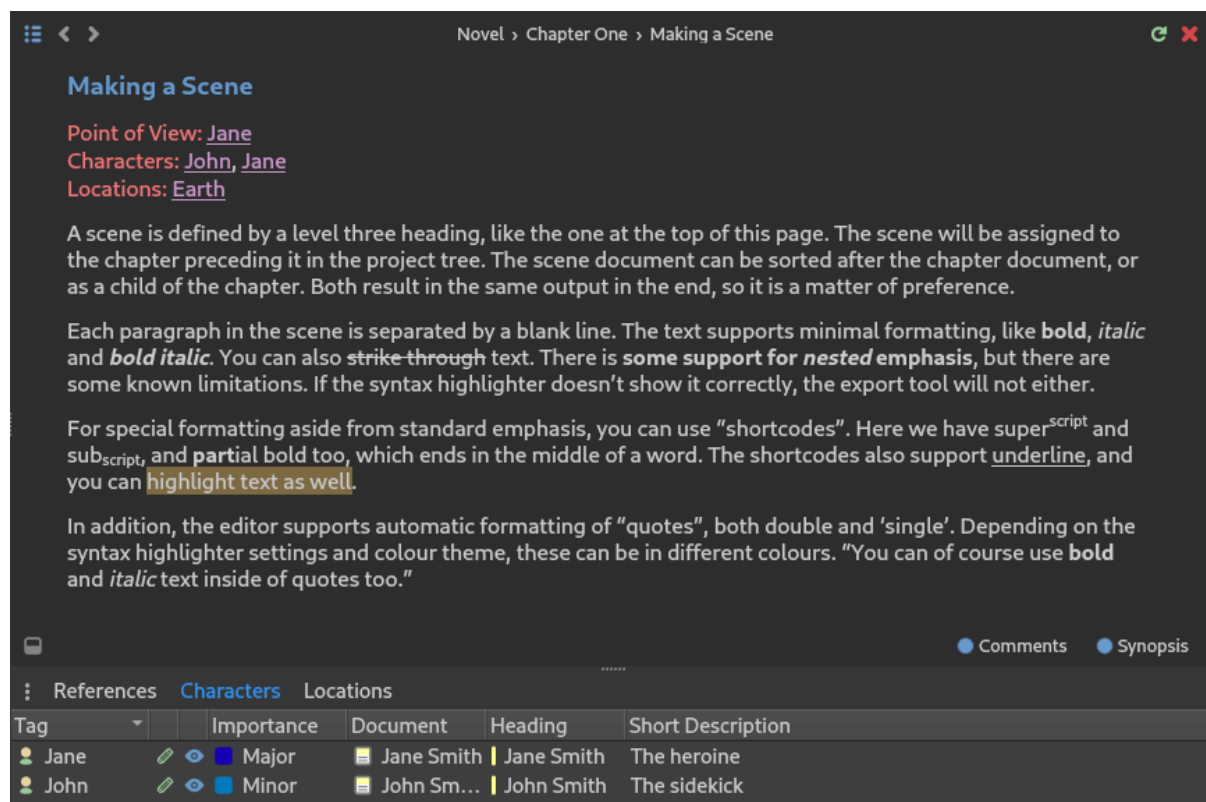 Novel › Chapter One › Making a Scene
Making a Scene
Point of View: Jane
Characters: John, Jane
Locations: Earth
A scene is defined by a level three heading, like the one at the top of this page. The scene will be assigned to
the chapter preceding it in the project tree. The scene document can be sorted after the chapter document, or
as a child of the chapter. Both result in the same output in the end, so it is a matter of preference.
Each paragraph in the scene is separated by a blank line. The text supports minimal formatting, like bold, italic
and bold italic. You can also strike through text. There is some support for nested emphasis, but there are
some known limitations. If the syntax highlighter doesn’t show it correctly, the export tool will not either.
For special formatting aside from standard emphasis, you can use “shortcodes”. Here we have superscript and
subscript, and partial bold too, which ends in the middle of a word. The shortcodes also support underline, and
you can highlight text as well.
In addition, the editor supports automatic formatting of “quotes”, both double and ‘single’. Depending on the
syntax highlighter settings and colour theme, these can be in different colours. “You can of course use bold
and italic text inside of quotes too.”
Comments Synopsis
References Characters Locations
Tag Importance Document Heading Short Description
Jane Major Jane Smith Jane Smith The heroine
John Minor John Sm... John Smith The sidekick